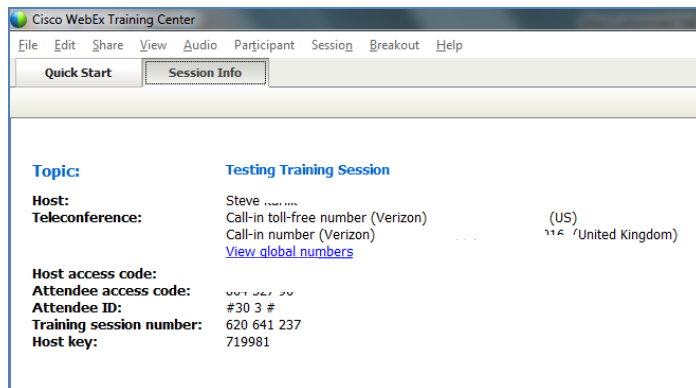 Cisco WebEx Training Center
File Edit Share View Audio Participant Session Breakout Help
Quick Start Session Info
Topic: Testing Training Session
Host: Steve
Teleconference: Call-in toll-free number (Verizon) (US)
Call-in number (Verizon) (United Kingdom)
View global numbers
Host access code:
Attendee access code:
Attendee ID: #30 3 #
Training session number: 620 641 237
Host key: 719981